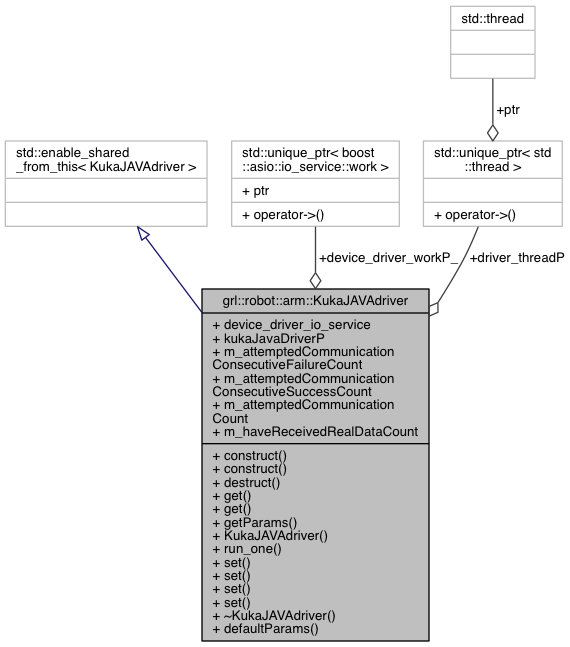 std::thread
+ptr
std::enable_shared
_from_this< KukaJAVAdriver >
std::unique_ptr< boost
::asio::io_service::work >
+ ptr
+ operator->()
std::unique_ptr< std
::thread >
+ operator->()
+device_driver_workP_
+driver_threadP
grl::robot::arm::KukaJAVAdriver
+ device_driver_io_service
+ kukaJavaDriverP
+ m_attemptedCommunication
ConsecutiveFailureCount
+ m_attemptedCommunication
ConsecutiveSuccessCount
+ m_attemptedCommunication
Count
+ m_haveReceivedRealDataCount
+ construct()
+ construct()
+ destruct()
+ get()
+ get()
+ getParams()
+ KukaJAVAdriver()
+ run_one()
+ set()
+ set()
+ set()
+ set()
+ ~KukaJAVAdriver()
+ defaultParams()